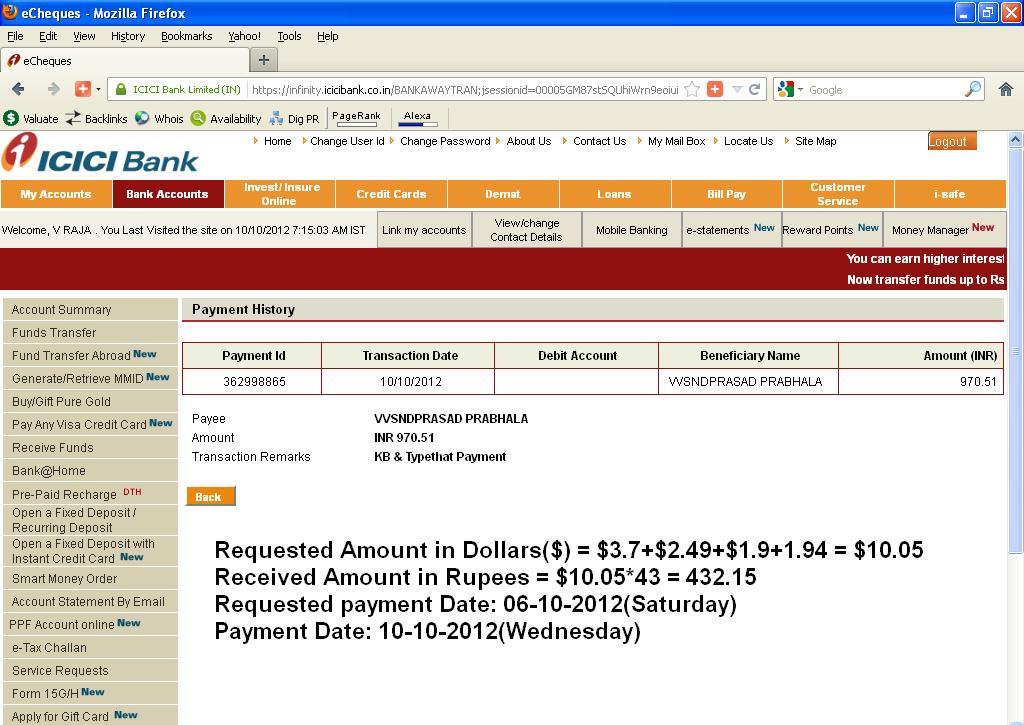 eCheques - Mozilla Firefox
File Edit View History Bookmarks Yahoo! Tools Help
eCheques
ICICI Bank Limited (IN) https://infinity.icicibank.co.in/BANKAWAYTRAN;jsessionid=00005GM87stSQUhiWrn9eoiui Google
Valuate Backlinks Whois Availability Dig PR PageRank Alexa
ICICI Bank Home Change User Id Change Password About Us Contact Us My Mail Box Locate Us Site Map Logout
My Accounts Bank Accounts Invest/ Insure Online Credit Cards Demat Loans Bill Pay Customer Service i-safe
Welcome, V RAJA . You Last Visited the site on 10/10/2012 7:15:03 AM IST Link my accounts View/change Contact Details Mobile Banking e-statements New Reward Points New Money Manager New
You can earn higher interest
Now transfer funds up to Rs
Account Summary
Funds Transfer
Fund Transfer Abroad New
Generate/Retrieve MMID New
Buy/Gift Pure Gold
Pay Any Visa Credit Card New
Receive Funds
Bank@Home
Pre-Paid Recharge DTH
Open a Fixed Deposit /
Recurring Deposit
Open a Fixed Deposit with
Instant Credit Card New
Smart Money Order
Account Statement By Email
PPF Account online New
e-Tax Challan
Service Requests
Form 15G/H New
Apply for Gift Card New
Payment History
Payment Id Transaction Date Debit Account Beneficiary Name Amount (INR)
362998865 10/10/2012 VVSNDPRASAD PRABHALA 970.51
Payee VVSNDPRASAD PRABHALA
Amount INR 970.51
Transaction Remarks KB & Typethat Payment
Back
Requested Amount in Dollars($) = $3.7+$2.49+$1.9+1.94 = $10.05
Received Amount in Rupees = $10.05*43 = 432.15
Requested payment Date: 06-10-2012(Saturday)
Payment Date: 10-10-2012(Wednesday)